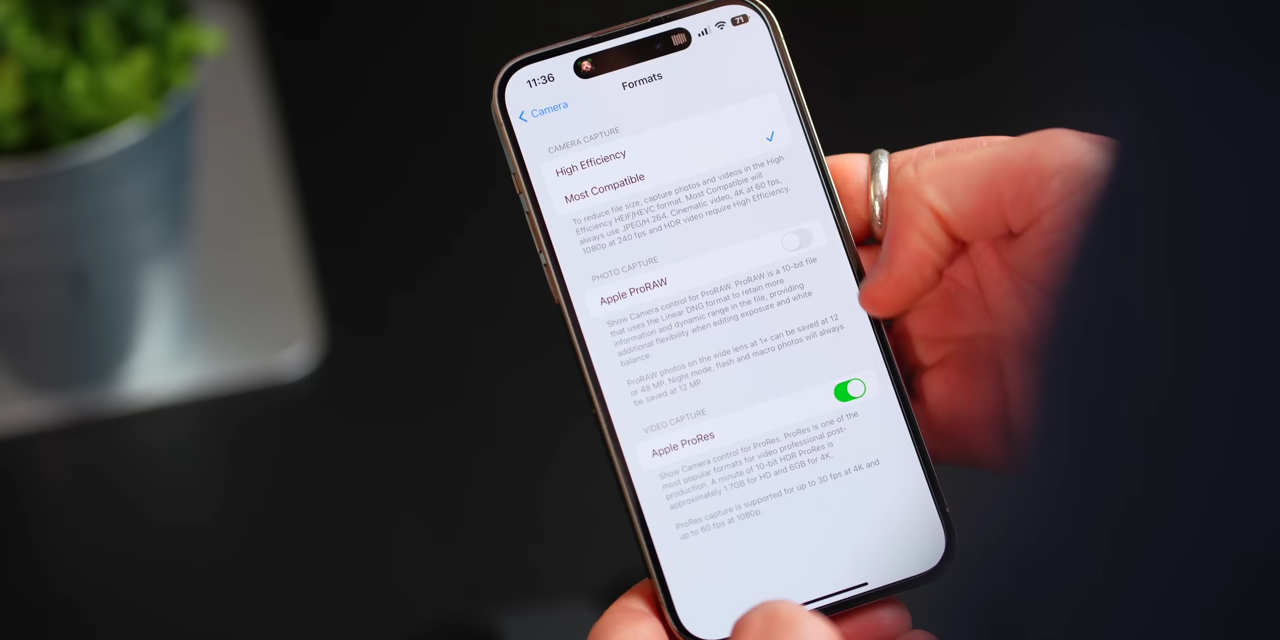 11:36
71
Camera
Formats
CAMERA CAPTURE
High Efficiency
Most Compatible
To reduce file size, capture photos and videos in the High
Efficiency HEIF/HEVC format. Most Compatible will
always use JPEG/H.264. Cinematic video, 4K at 60 fps,
1080p at 240 fps and HDR video require High Efficiency.
PHOTO CAPTURE
Apple ProRAW
Show Camera control for ProRAW. ProRAW is a 10-bit file
that uses the Linear DNG format to retain more
information and dynamic range in the file, providing
additional flexibility when editing exposure and white
balance.
ProRAW photos on the wide lens at 1x can be saved at 12
or 48 MP. Night mode, flash and macro photos will always
be saved at 12 MP.
VIDEO CAPTURE
Apple ProRes
Show Camera control for ProRes. ProRes is one of the
most popular formats for video professional post-
production. A minute of 10-bit HDR ProRes is
approximately 1.7GB for HD and 6GB for 4K.
ProRes capture is supported for up to 30 fps at 4K and
up to 60 fps at 1080p.